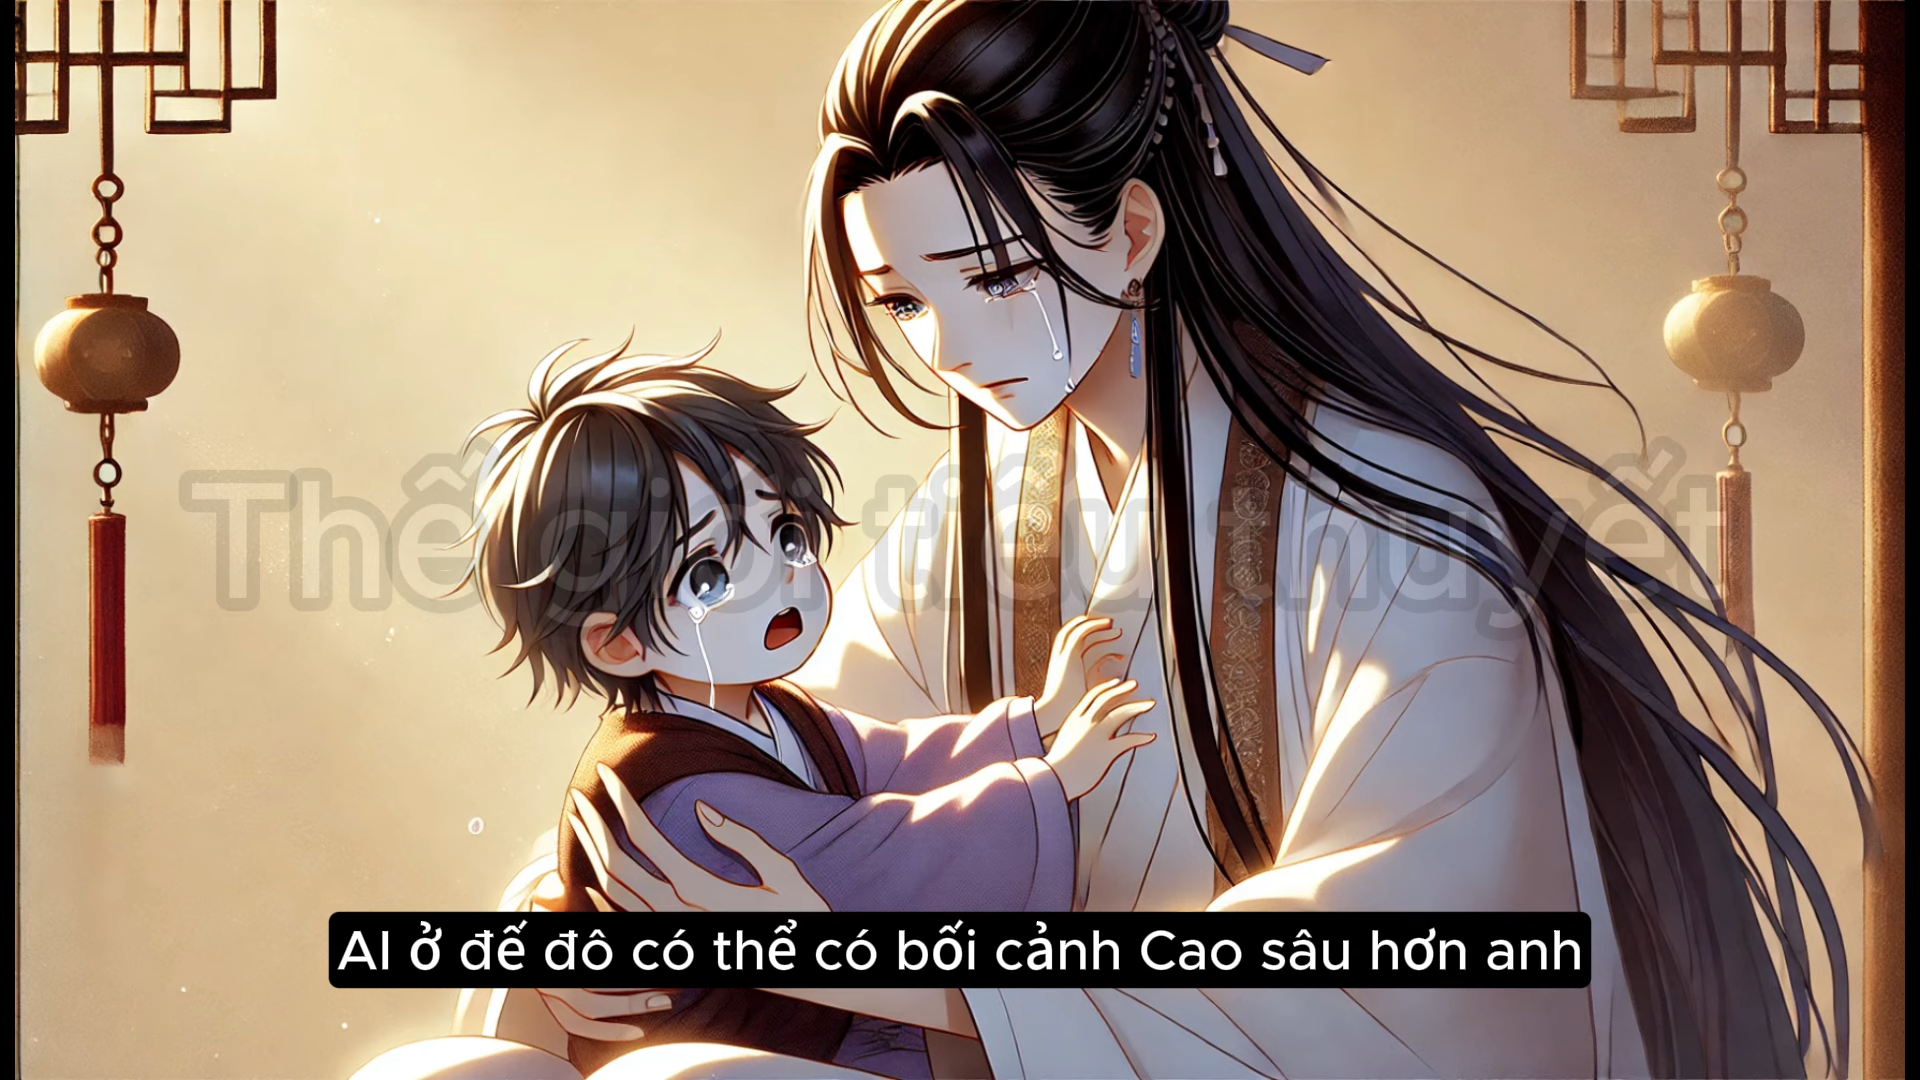 Thế giới tiểu thuyết
AI ở đế đô có thể có bối cảnh Cao sâu hơn anh